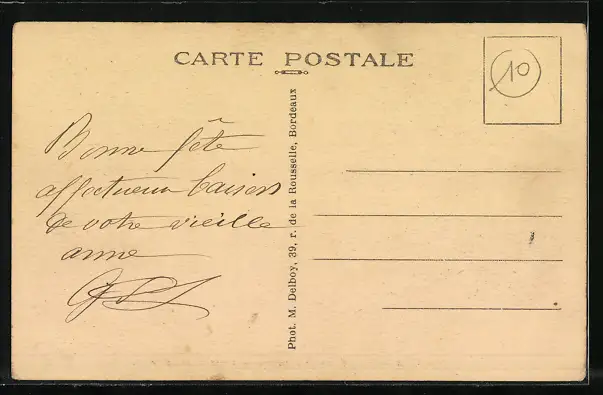 CARTE POSTALE
10
Bonne fête
affectueux baisers
de votre vieille
amie
Phot. M. Delboy, 39, r. de la Rousselle, Bordeaux